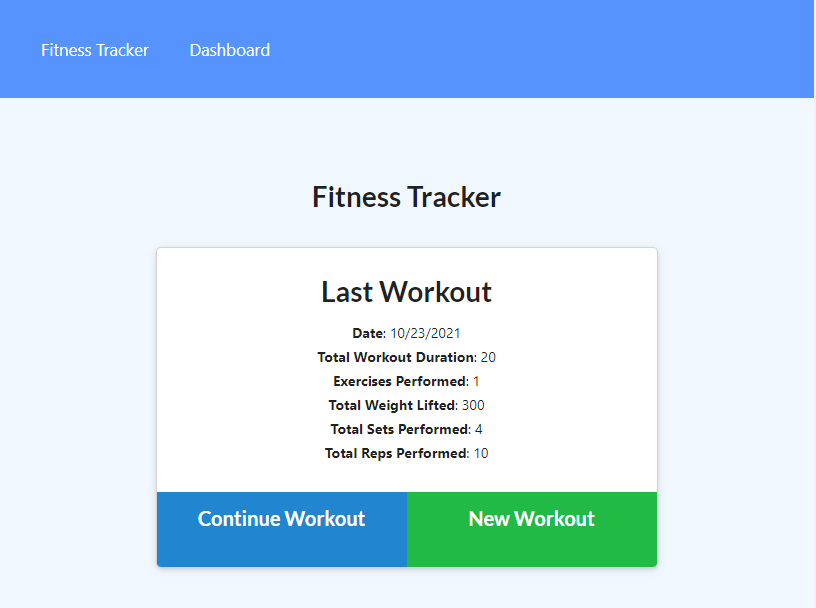 Fitness Tracker Dashboard
Fitness Tracker
Last Workout
Date: 10/23/2021
Total Workout Duration: 20
Exercises Performed: 1
Total Weight Lifted: 300
Total Sets Performed: 4
Total Reps Performed: 10
Continue Workout New Workout